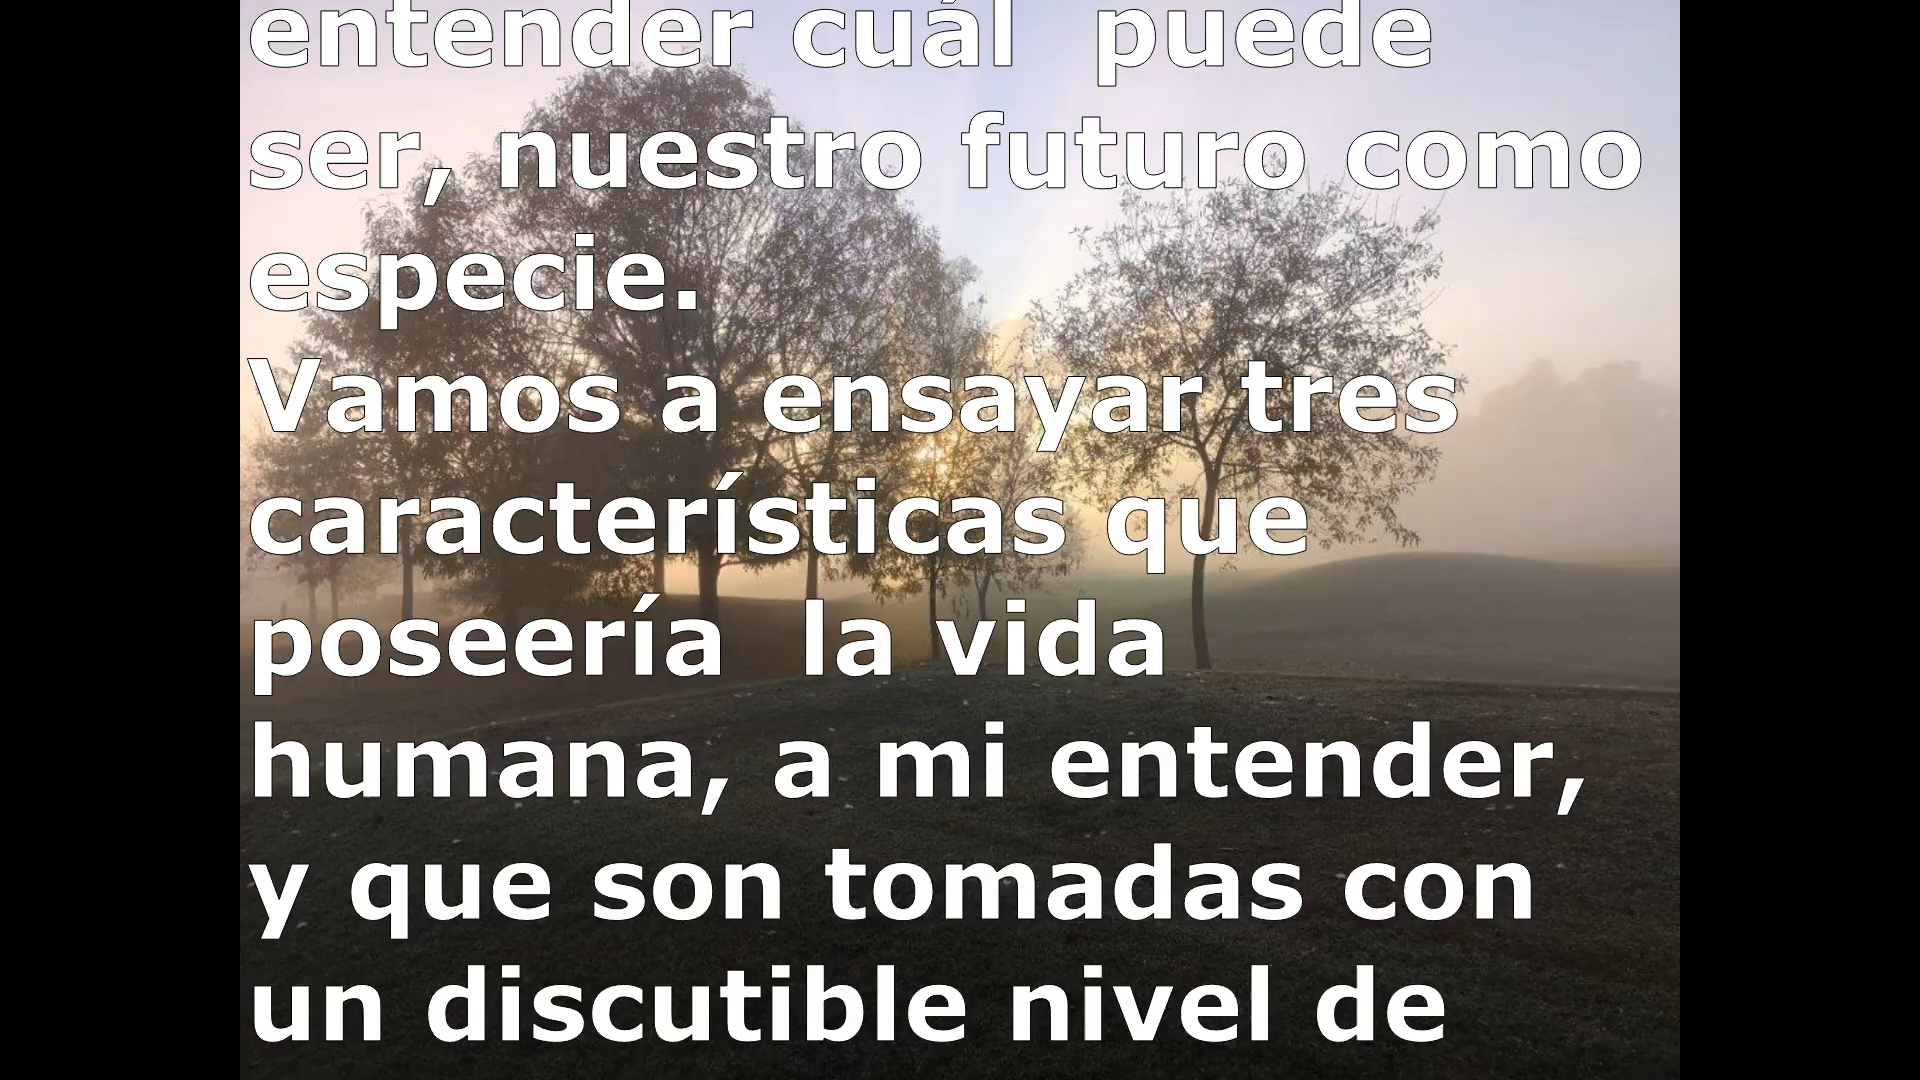 entender cuál  puede
ser, nuestro futuro como
especie.
Vamos a ensayar tres
características que
poseería  la vida
humana, a mi entender,
y que son tomadas con
un discutible nivel de